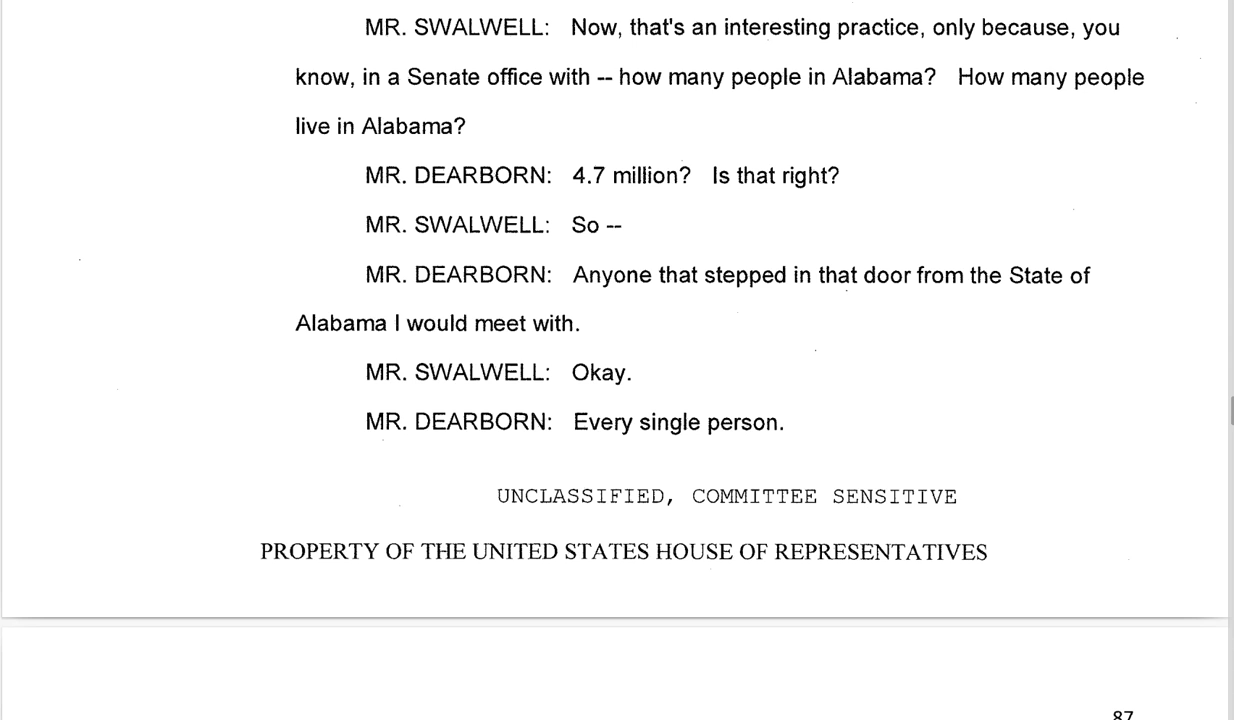 MR. SWALWELL: Now, that's an interesting practice, only because, you
know, in a Senate office with -- how many people in Alabama? How many people
live in Alabama?
MR. DEARBORN: 4.7 million? Is that right?
MR. SWALWELL: So --
MR. DEARBORN: Anyone that stepped in that door from the State of
Alabama I would meet with.
MR. SWALWELL: Okay.
MR. DEARBORN: Every single person.
UNCLASSIFIED, COMMITTEE SENSITIVE
PROPERTY OF THE UNITED STATES HOUSE OF REPRESENTATIVES
87